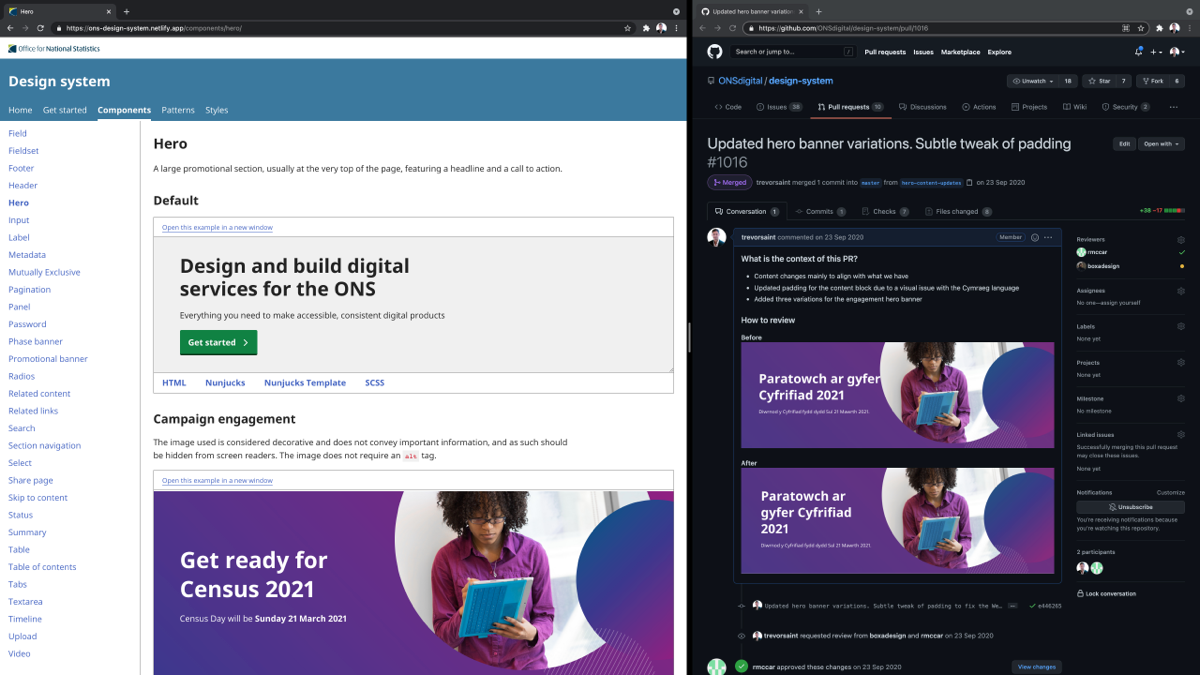 Hero
https://ons-design-system.netlify.app/components/hero/
Office for National Statistics
Design system
Home Get started Components Patterns Styles
Field
Fieldset
Footer
Header
Hero
Input
Label
Metadata
Mutually Exclusive
Pagination
Panel
Password
Phase banner
Promotional banner
Radios
Related content
Related links
Search
Section navigation
Select
Share page
Skip to content
Status
Summary
Table
Table of contents
Tabs
Textarea
Timeline
Upload
Video
Hero
A large promotional section, usually at the very top of the page, featuring a headline and a call to action.
Default
Open this example in a new window
Design and build digital
services for the ONS
Everything you need to make accessible, consistent digital products
Get started
HTML Nunjucks Nunjucks Template SCSS
Campaign engagement
The image used is considered decorative and does not convey important information, and as such should
be hidden from screen readers. The image does not require an alt tag.
Open this example in a new window
Get ready for
Census 2021
Census Day will be Sunday 21 March 2021
Updated hero banner variation
https://github.com/ONSdigital/design-system/pull/1016
Search or jump to... /
Pull requests Issues Marketplace Explore
ONSdigital / design-system
Unwatch 18 Star 7 Fork 6
Code Issues 38 Pull requests 10 Discussions Actions Projects Wiki Security 2
Updated hero banner variations. Subtle tweak of padding
#1016
Edit Open with
Merged trevorsaint merged 1 commit into master from hero-content-updates on 23 Sep 2020
Conversation 1 Commits 1 Checks 7 Files changed 8
+38 −17
trevorsaint commented on 23 Sep 2020 Member
What is the context of this PR?
Content changes mainly to align with what we have
Updated padding for the content block due to a visual issue with the Cymraeg language
Added three variations for the engagement hero banner
How to review
Before
Paratowch ar gyfer
Cyfrifiad 2021
Diwrnod y Cyfrifiad fydd dydd Sul 21 Mawrth 2021.
After
Paratowch ar
gyfer Cyfrifiad
2021
Diwrnod y Cyfrifiad fydd dydd Sul 21 Mawrth 2021.
Updated hero banner variations. Subtle tweak of padding to fix the We… e446265
trevorsaint requested review from boxadesign and rmccar on 23 Sep 2020
rmccar approved these changes on 23 Sep 2020
View changes
Reviewers
rmccar
boxadesign
Assignees
No one—assign yourself
Labels
None yet
Projects
None yet
Milestone
No milestone
Linked issues
Successfully merging this pull request
may close these issues.
None yet
Notifications Customize
Unsubscribe
You're receiving notifications because
you're watching this repository.
2 participants
Lock conversation